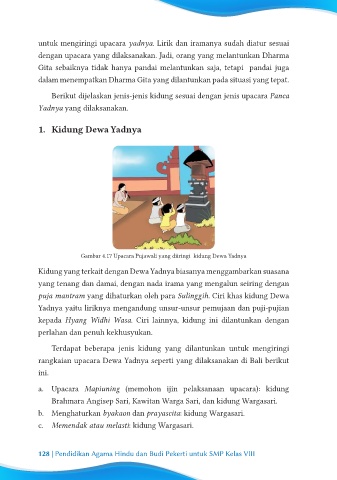 untuk mengiringi upacara yadnya. Lirik dan iramanya sudah diatur sesuai
dengan upacara yang dilaksanakan. Jadi, orang yang melantunkan Dharma
Gita sebaiknya tidak hanya pandai melantunkan saja, tetapi pandai juga
dalam menempatkan Dharma Gita yang dilantunkan pada situasi yang tepat.
Berikut dijelaskan jenis-jenis kidung sesuai dengan jenis upacara Panca
Yadnya yang dilaksanakan.
1. Kidung Dewa Yadnya
Gambar 4.17 Upacara Pujawali yang diiringi kidung Dewa Yadnya
Kidung yang terkait dengan Dewa Yadnya biasanya menggambarkan suasana
yang tenang dan damai, dengan nada irama yang mengalun seiring dengan
puja mantram yang dihaturkan oleh para Sulinggih. Ciri khas kidung Dewa
Yadnya yaitu liriknya mengandung unsur-unsur pemujaan dan puji-pujian
kepada Hyang Widhi Wasa. Ciri lainnya, kidung ini dilantunkan dengan
perlahan dan penuh kekhusyukan.
Terdapat beberapa jenis kidung yang dilantunkan untuk mengiringi
rangkaian upacara Dewa Yadnya seperti yang dilaksanakan di Bali berikut
ini.
a. Upacara Mapiuning (memohon ijin pelaksanaan upacara): kidung
Brahmara Angisep Sari, Kawitan Warga Sari, dan kidung Wargasari.
b. Menghaturkan byakaon dan prayascita: kidung Wargasari.
c. Memendak atau melasti: kidung Wargasari.
128 | Pendidikan Agama Hindu dan Budi Pekerti untuk SMP Kelas VIII